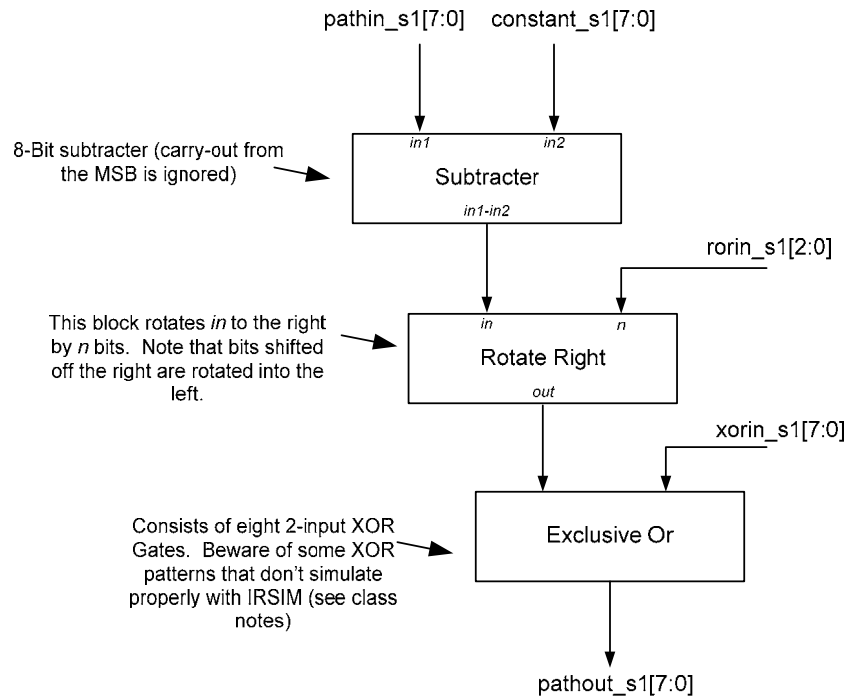 pathin_s1[7:0] constant_s1[7:0]
in1 in2
8-Bit subtracter (carry-out from
the MSB is ignored)
Subtracter
in1-in2
rorin_s1[2:0]
This block rotates in to the right
by n bits. Note that bits shifted
off the right are rotated into the
left.
in n
Rotate Right
out
xorin_s1[7:0]
Consists of eight 2-input XOR
Gates. Beware of some XOR
patterns that don't simulate
properly with IRSIM (see class
notes)
Exclusive Or
pathout_s1[7:0]